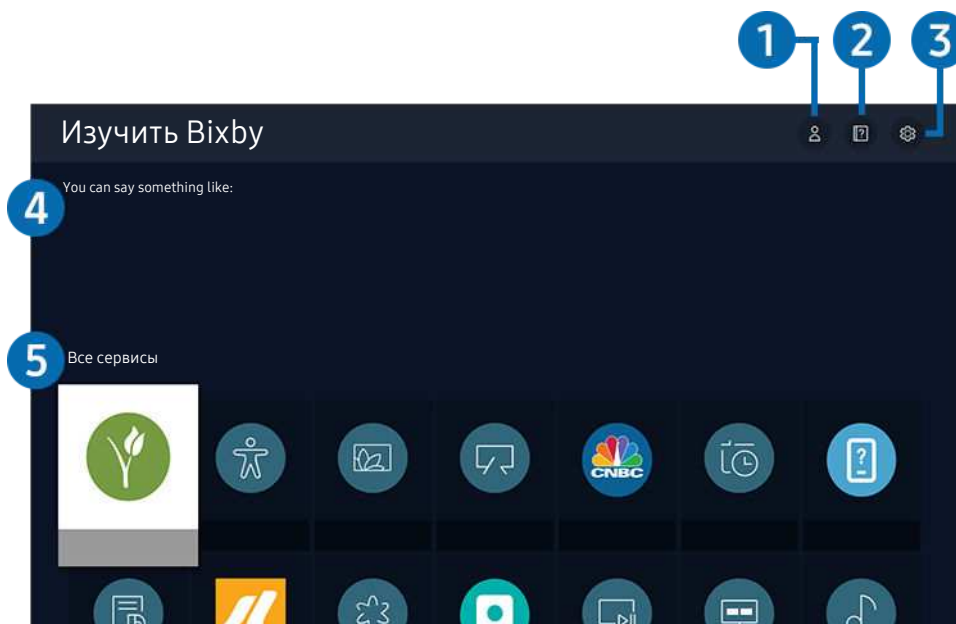 1 2 3
Изучить Bixby
4 You can say something like:
5 Все сервисы
CNBC